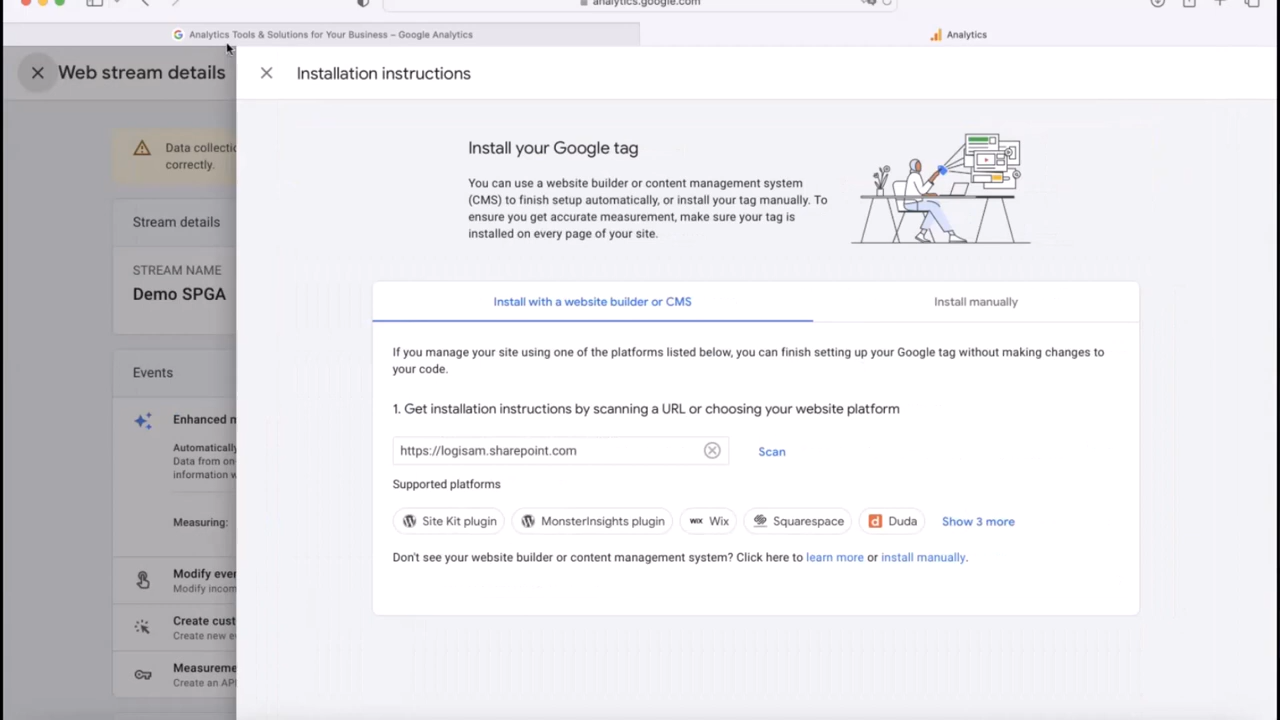 analytics.google.com
Analytics Tools & Solutions for Your Business – Google Analytics
Analytics
Web stream details
Installation instructions
Data collectio
correctly.
Install your Google tag
You can use a website builder or content management system
(CMS) to finish setup automatically, or install your tag manually. To
ensure you get accurate measurement, make sure your tag is
installed on every page of your site.
Stream details
STREAM NAME
Demo SPGA
Install with a website builder or CMS
Install manually
If you manage your site using one of the platforms listed below, you can finish setting up your Google tag without making changes to
your code.
Events
1. Get installation instructions by scanning a URL or choosing your website platform
Enhanced m
Automatically
Data from on-
information w
https://logisam.sharepoint.com
Scan
Supported platforms
Measuring:
Site Kit plugin
MonsterInsights plugin
WIX Wix
Squarespace
d Duda
Show 3 more
Don't see your website builder or content management system? Click here to learn more or install manually.
Modify ever
Modify incom
Create cust
Create new e
Measureme
Create an API